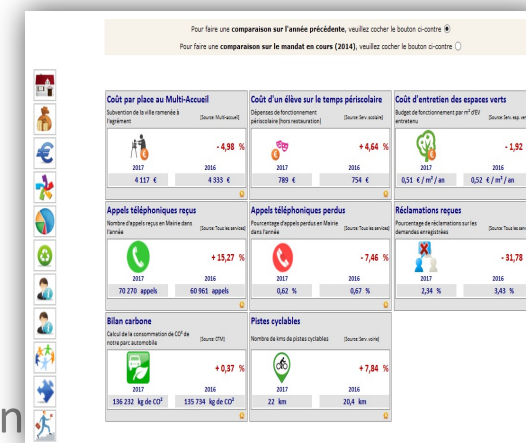 Pour faire une comparaison sur l'année précédente, veuillez cocher le bouton ci-contre
Pour faire une comparaison sur le mandat en cours (2014), veuillez cocher le bouton ci-contre
Coût par place au Multi-Accueil
Subvention de la ville ramenée à l'agrément
[Source: Multi-accueil]
- 4,98 %
2017 2016
4 117 € 4 333 €
Coût d'un élève sur le temps périscolaire
Dépenses de fonctionnement périscolaire (hors restauration)
[Source: Serv. scolaire]
+ 4,64 %
2017 2016
789 € 754 €
Coût d'entretien des espaces verts
Budget de fonctionnement par m² d'EV entretenu
[Source: Serv. esp. ver
- 1,92
2017 2016
0,51 € / m² / an 0,52 € / m² / an
Appels téléphoniques reçus
Nombre d'appels reçus en Mairie dans l'année
[Source: Tous les services]
+ 15,27 %
2017 2016
70 270 appels 60 961 appels
Appels téléphoniques perdus
Pourcentage d'appels perdus en Mairie dans l'année
[Source: Tous les services]
- 7,46 %
2017 2016
0,62 % 0,67 %
Réclamations reçues
Pourcentage de réclamations sur les demandes enregistrées
[Source: Tous les serv
- 31,78
2017 2016
2,34 % 3,43 %
Bilan carbone
Calcul de la consommation de CO² de notre parc automobile
[Source: CTM]
+ 0,37 %
2017 2016
136 232 kg de CO² 135 734 kg de CO²
Pistes cyclables
Nombre de kms de pistes cyclables
[Source: Serv. voirie]
+ 7,84 %
2017 2016
22 km 20,4 km
n